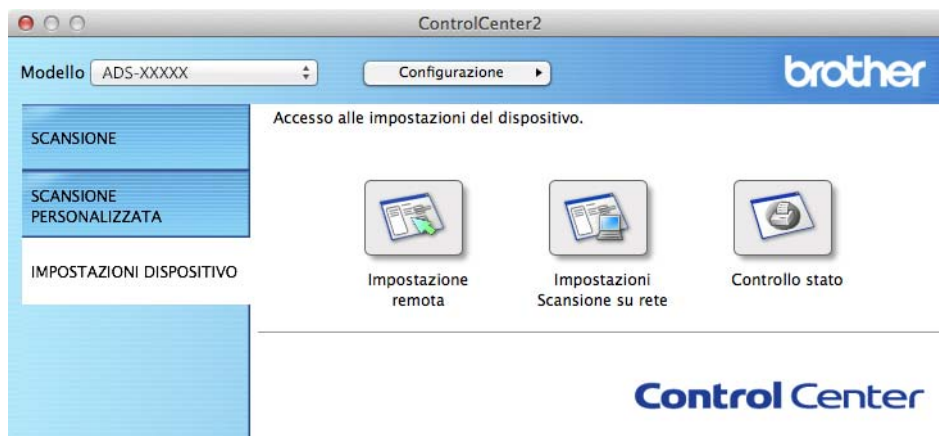 ControlCenter2
Modello ADS-XXXXX Configurazione
brother
SCANSIONE
SCANSIONE
PERSONALIZZATA
IMPOSTAZIONI DISPOSITIVO
Accesso alle impostazioni del dispositivo.
Impostazione
remota
Impostazioni
Scansione su rete
Controllo stato
Control Center